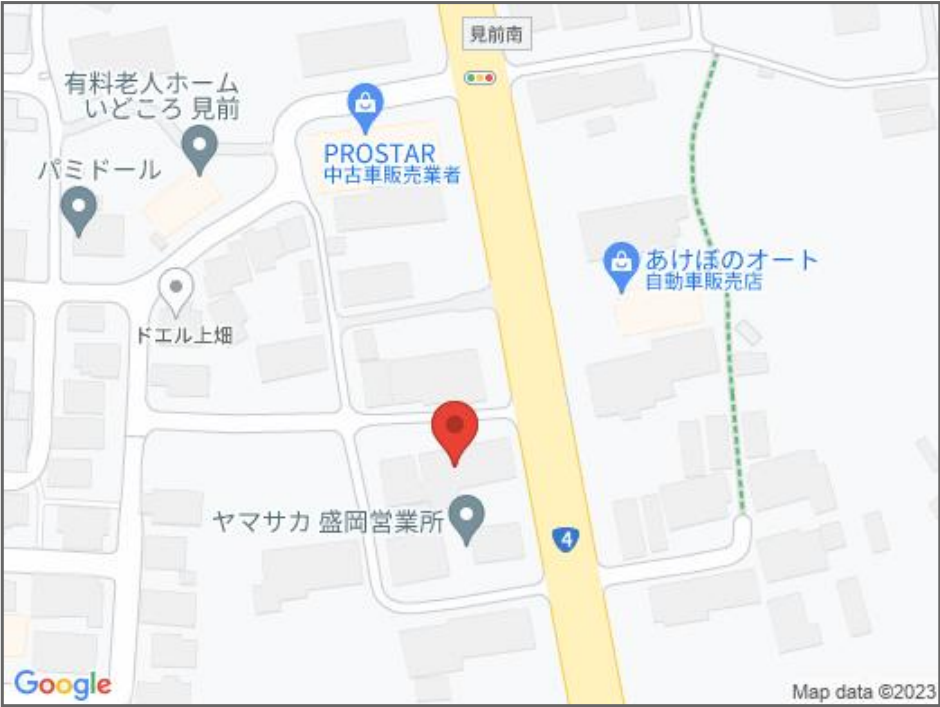 見前南
有料老人ホーム
いどころ 見前
パミドール
PROSTAR
中古車販売業者
あけぼのオート
自動車販売店
ドエル上畑
ヤマサカ 盛岡営業所
4
Google
Map data ©2023